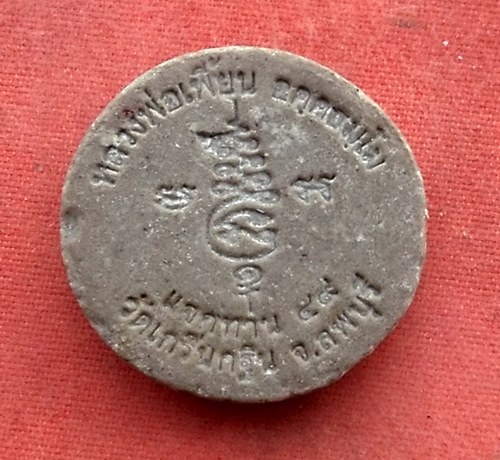 หลวงพ่อเพี้ยน อคฺคธมฺโม
แจกทาน ๔๙
วัดเกริ่นกฐิน จ.ลพบุรี